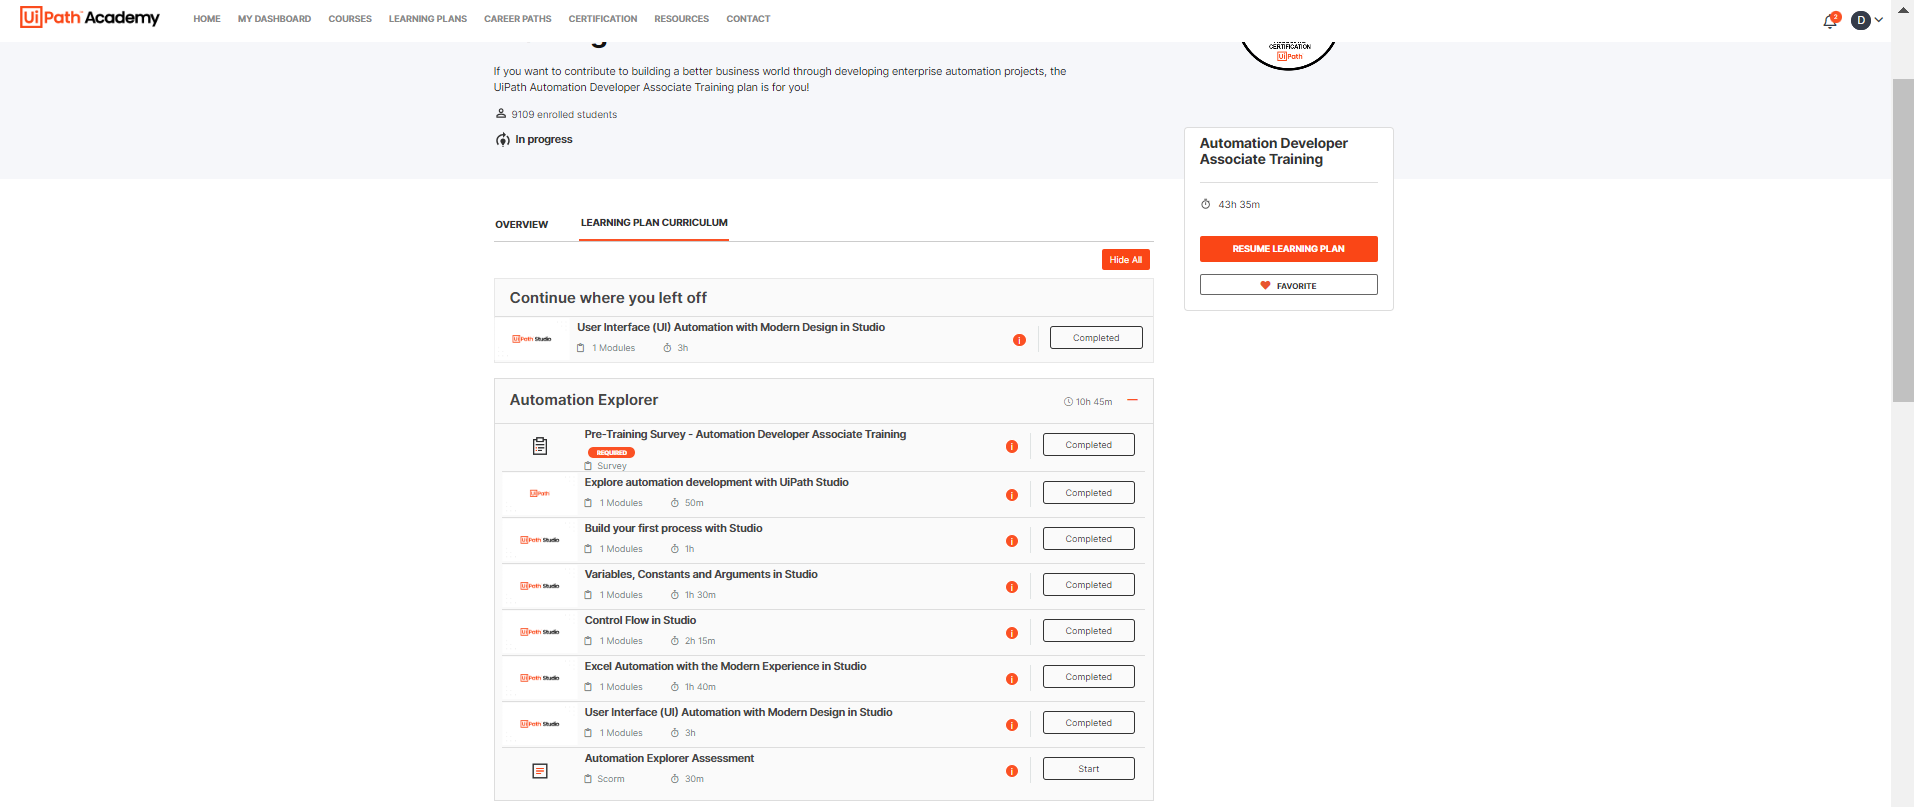 UiPath Academy
HOME
MY DASHBOARD
COURSES
LEARNING PLANS
CAREER PATHS
CERTIFICATION
RESOURCES
CONTACT
2
D
CERTIFICATION
UiPath
If you want to contribute to building a better business world through developing enterprise automation projects, the
UiPath Automation Developer Associate Training plan is for you!
9109 enrolled students
In progress
Automation Developer
Associate Training
43h 35m
RESUME LEARNING PLAN
FAVORITE
OVERVIEW
LEARNING PLAN CURRICULUM
Hide All
Continue where you left off
UiPath Studio
User Interface (UI) Automation with Modern Design in Studio
1 Modules
3h
Completed
Automation Explorer
10h 45m
Pre-Training Survey - Automation Developer Associate Training
REQUIRED
Survey
Completed
UiPath
Explore automation development with UiPath Studio
1 Modules
50m
Completed
UiPath Studio
Build your first process with Studio
1 Modules
1h
Completed
UiPath Studio
Variables, Constants and Arguments in Studio
1 Modules
1h 30m
Completed
UiPath Studio
Control Flow in Studio
1 Modules
2h 15m
Completed
UiPath Studio
Excel Automation with the Modern Experience in Studio
1 Modules
1h 40m
Completed
UiPath Studio
User Interface (UI) Automation with Modern Design in Studio
1 Modules
3h
Completed
Automation Explorer Assessment
Scorm
30m
Start